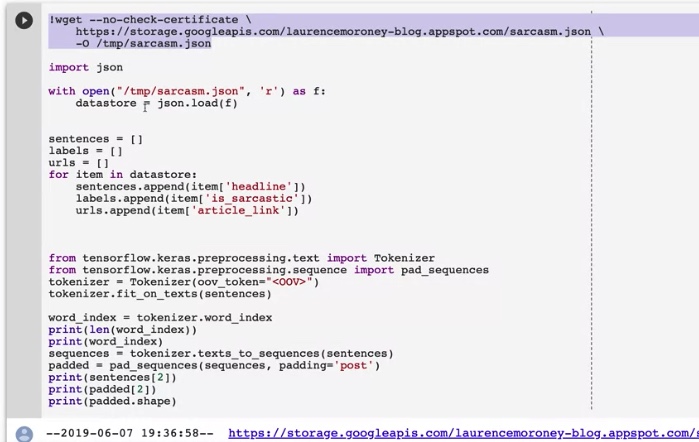 !wget --no-check-certificate \
    https://storage.googleapis.com/laurencemoroney-blog.appspot.com/sarcasm.json \
    -O /tmp/sarcasm.json
import json
with open("/tmp/sarcasm.json", 'r') as f:
    datastore = json.load(f)
sentences = []
labels = []
urls = []
for item in datastore:
    sentences.append(item['headline'])
    labels.append(item['is_sarcastic'])
    urls.append(item['article_link'])
from tensorflow.keras.preprocessing.text import Tokenizer
from tensorflow.keras.preprocessing.sequence import pad_sequences
tokenizer = Tokenizer(oov_token="<OOV>")
tokenizer.fit_on_texts(sentences)
word_index = tokenizer.word_index
print(len(word_index))
print(word_index)
sequences = tokenizer.texts_to_sequences(sentences)
padded = pad_sequences(sequences, padding='post')
print(sentences[2])
print(padded[2])
print(padded.shape)
--2019-06-07 19:36:58-- https://storage.googleapis.com/laurencemoroney-blog.appspot.com/s